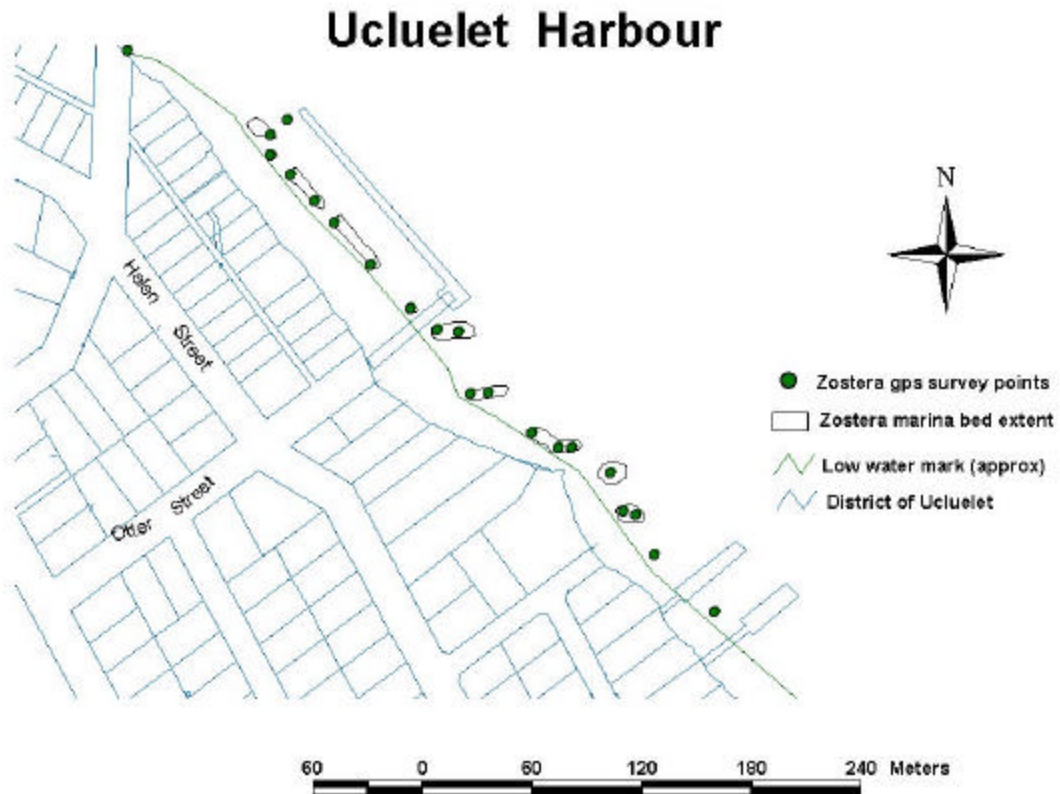 Ucluelet Harbour
N
Helen Street
Otter Street
Zostera gps survey points
Zostera marina bed extent
Low water mark (approx)
District of Ucluelet
60 0 60 120 180 240 Meters